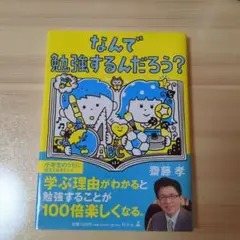 なんで
勉強するんだろう?
ABC
齋藤 孝
学ぶ理由がわかると
勉強することが
100倍楽しくなる。